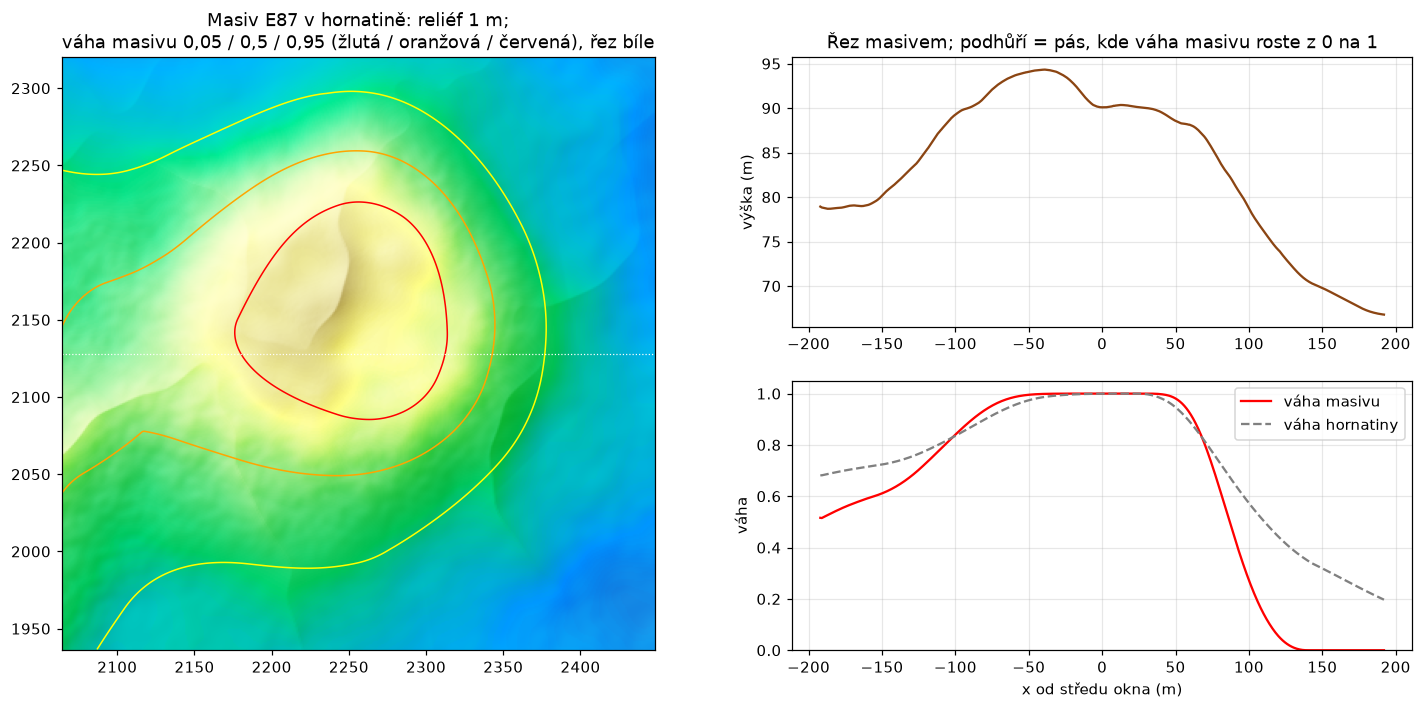 Masiv E87 v hornatině: reliéf 1 m;
váha masivu 0,05 / 0,5 / 0,95 (žlutá / oranžová / červená), řez bíle
2300
2250
2200
2150
2100
2050
2000
1950
2100 2150 2200 2250 2300 2350 2400
Řez masivem; podhůří = pás, kde váha masivu roste z 0 na 1
výška (m)
95
90
85
80
75
70
−200 −150 −100 −50 0 50 100 150 200
váha
1.0
0.8
0.6
0.4
0.2
0.0
váha masivu
váha hornatiny
−200 −150 −100 −50 0 50 100 150 200
x od středu okna (m)